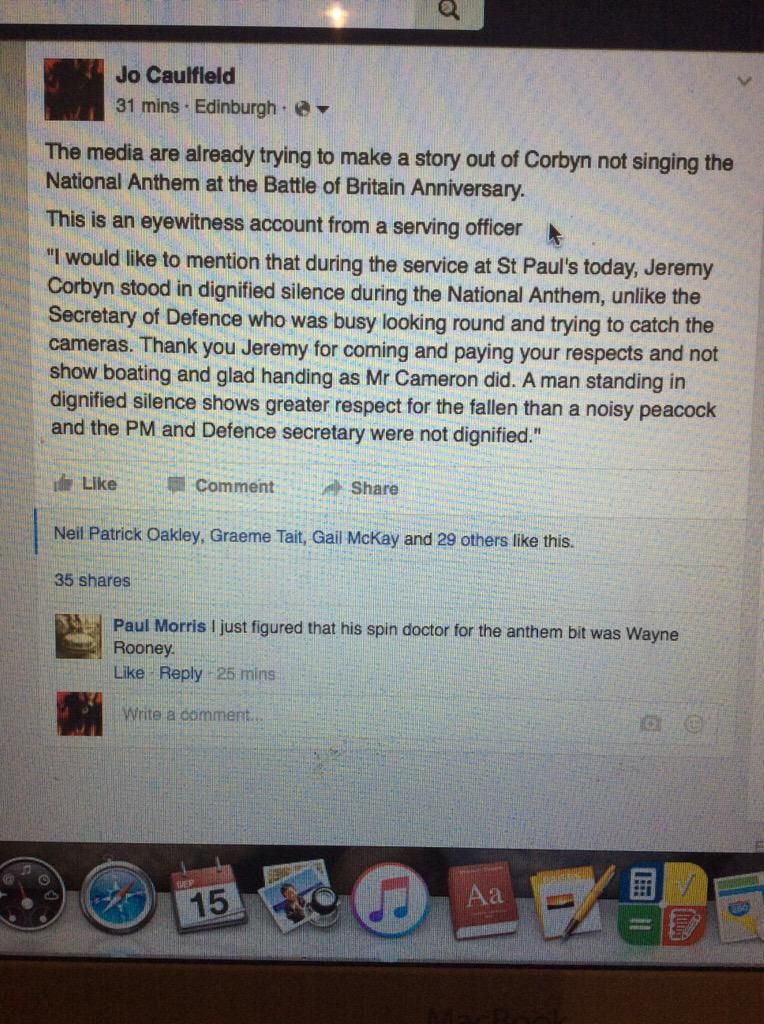 Jo Caulfield
31 mins · Edinburgh ·
The media are already trying to make a story out of Corbyn not singing the
National Anthem at the Battle of Britain Anniversary.
This is an eyewitness account from a serving officer
"I would like to mention that during the service at St Paul's today, Jeremy
Corbyn stood in dignified silence during the National Anthem, unlike the
Secretary of Defence who was busy looking round and trying to catch the
cameras. Thank you Jeremy for coming and paying your respects and not
show boating and glad handing as Mr Cameron did. A man standing in
dignified silence shows greater respect for the fallen than a noisy peacock
and the PM and Defence secretary were not dignified."
Like Comment Share
Neil Patrick Oakley, Graeme Tait, Gail McKay and 29 others like this.
35 shares
Paul Morris I just figured that his spin doctor for the anthem bit was Wayne
Rooney.
Like · Reply · 25 mins
Write a comment...
SEP
15
Aa
MacBook